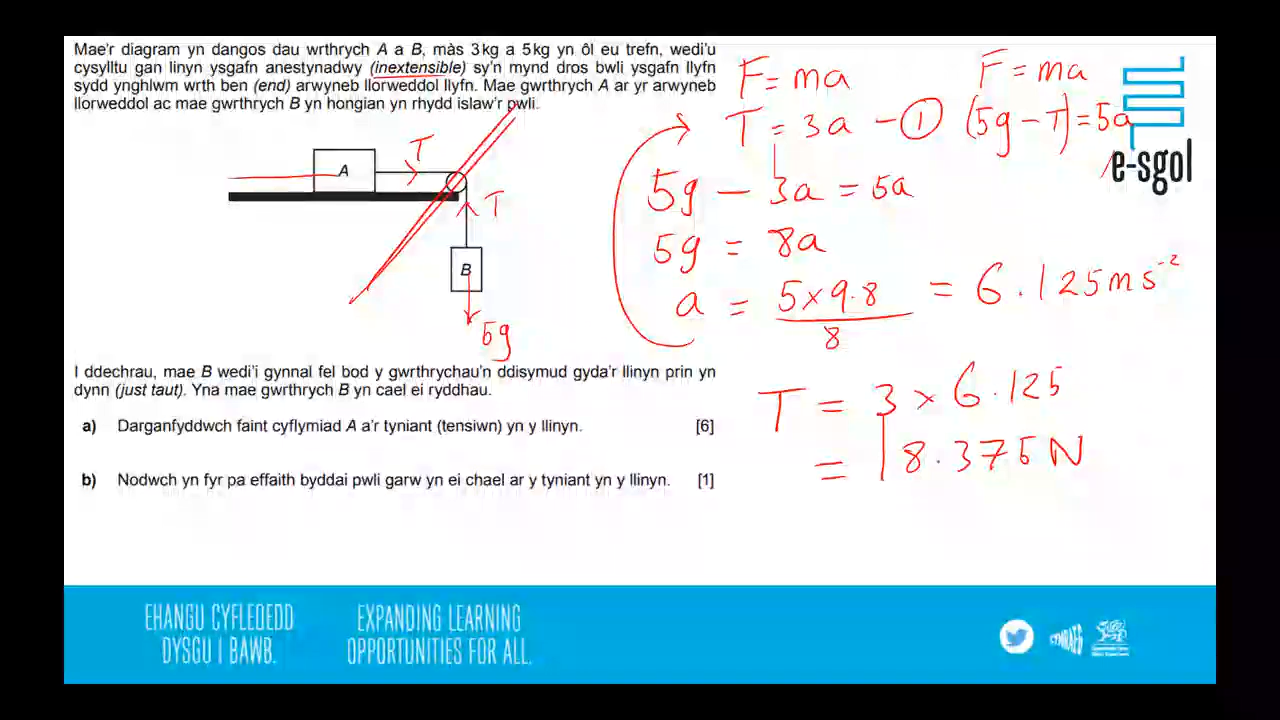 Mae'r diagram yn dangos dau wrthrych A a B, màs 3 kg a 5 kg yn ôl eu trefn, wedi'u
cysylltu gan linyn ysgafn anestynadwy (inextensible) sy'n mynd dros bwli ysgafn llyfn
sydd ynghlwm wrth ben (end) arwyneb llorweddol llyfn. Mae gwrthrych A ar yr arwyneb
llorweddol ac mae gwrthrych B yn hongian yn rhydd islaw'r pwli.
A
T
T
B
5g
I ddechrau, mae B wedi'i gynnal fel bod y gwrthrychau'n ddisymud gyda'r llinyn prin yn
dynn (just taut). Yna mae gwrthrych B yn cael ei ryddhau.
a) Darganfyddwch faint cyflymiad A a'r tyniant (tensiwn) yn y llinyn. [6]
b) Nodwch yn fyr pa effaith byddai pwli garw yn ei chael ar y tyniant yn y llinyn. [1]
F = ma F = ma
T = 3a - ① (5g - T) = 5a
5g - 3a = 5a
5g = 8a
a = 5 × 9.8 / 8 = 6.125 ms⁻²
T = 3 × 6.125
= 18.375 N
e-sgol
EHANGU CYFLEDEDD
DYSGU I BAWB.
EXPANDING LEARNING
OPPORTUNITIES FOR ALL.
CYMRAEG